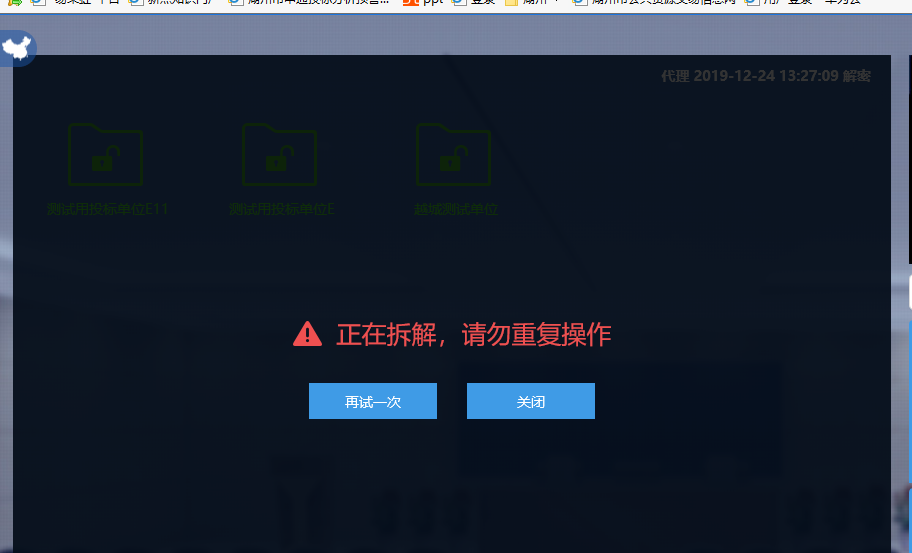 ppt
代理 2019-12-24 13:27:09 解密
测试用投标单位E11
测试用投标单位E
越城测试单位
正在拆解，请勿重复操作
再试一次
关闭